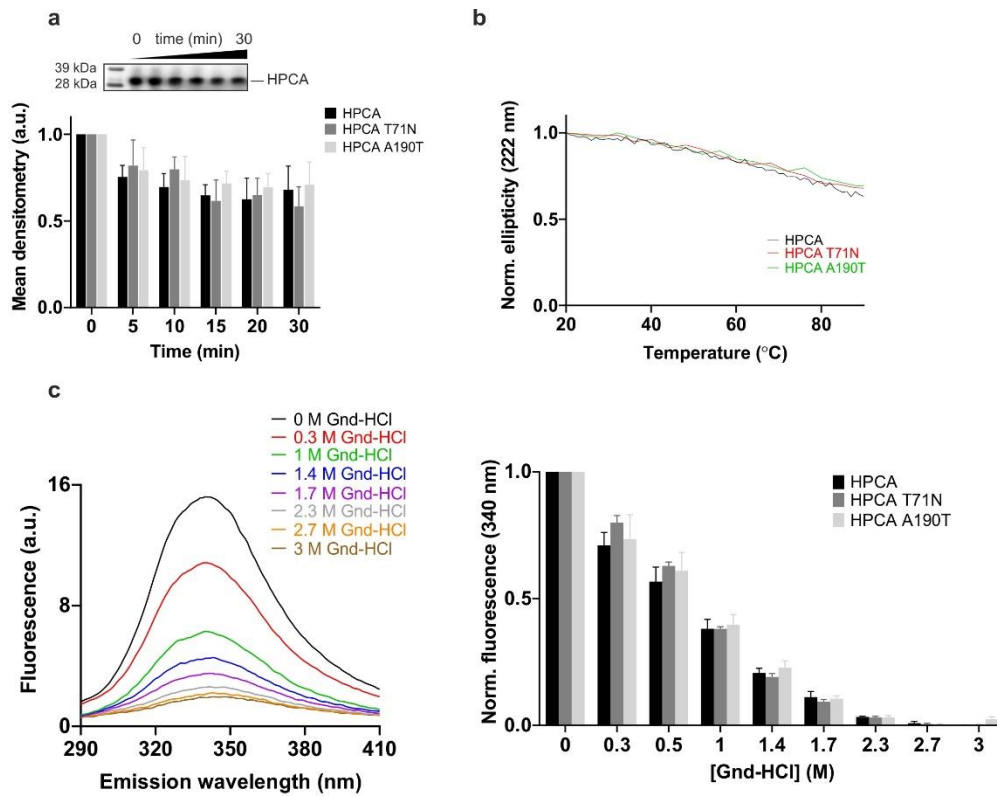 a
0 time (min) 30
39 kDa
28 kDa
HPCA
HPCA
HPCA T71N
HPCA A190T
Mean densitometry (a.u.)
1.0
0.5
0.0
0 5 10 15 20 30
Time (min)
b
Norm. ellipticity (222 nm)
1.0
0.5
0.0
HPCA
HPCA T71N
HPCA A190T
20 40 60 80
Temperature (°C)
c
0 M Gnd-HCl
0.3 M Gnd-HCl
1 M Gnd-HCl
1.4 M Gnd-HCl
1.7 M Gnd-HCl
2.3 M Gnd-HCl
2.7 M Gnd-HCl
3 M Gnd-HCl
Fluorescence (a.u.)
16
8
0
290 320 350 410
Emission wavelength (nm)
Norm. fluorescence (340 nm)
1.0
0.5
0.0
HPCA
HPCA T71N
HPCA A190T
0 0.3 0.5 1 1.4 1.7 2.3 2.7 3
[Gnd-HCl] (M)